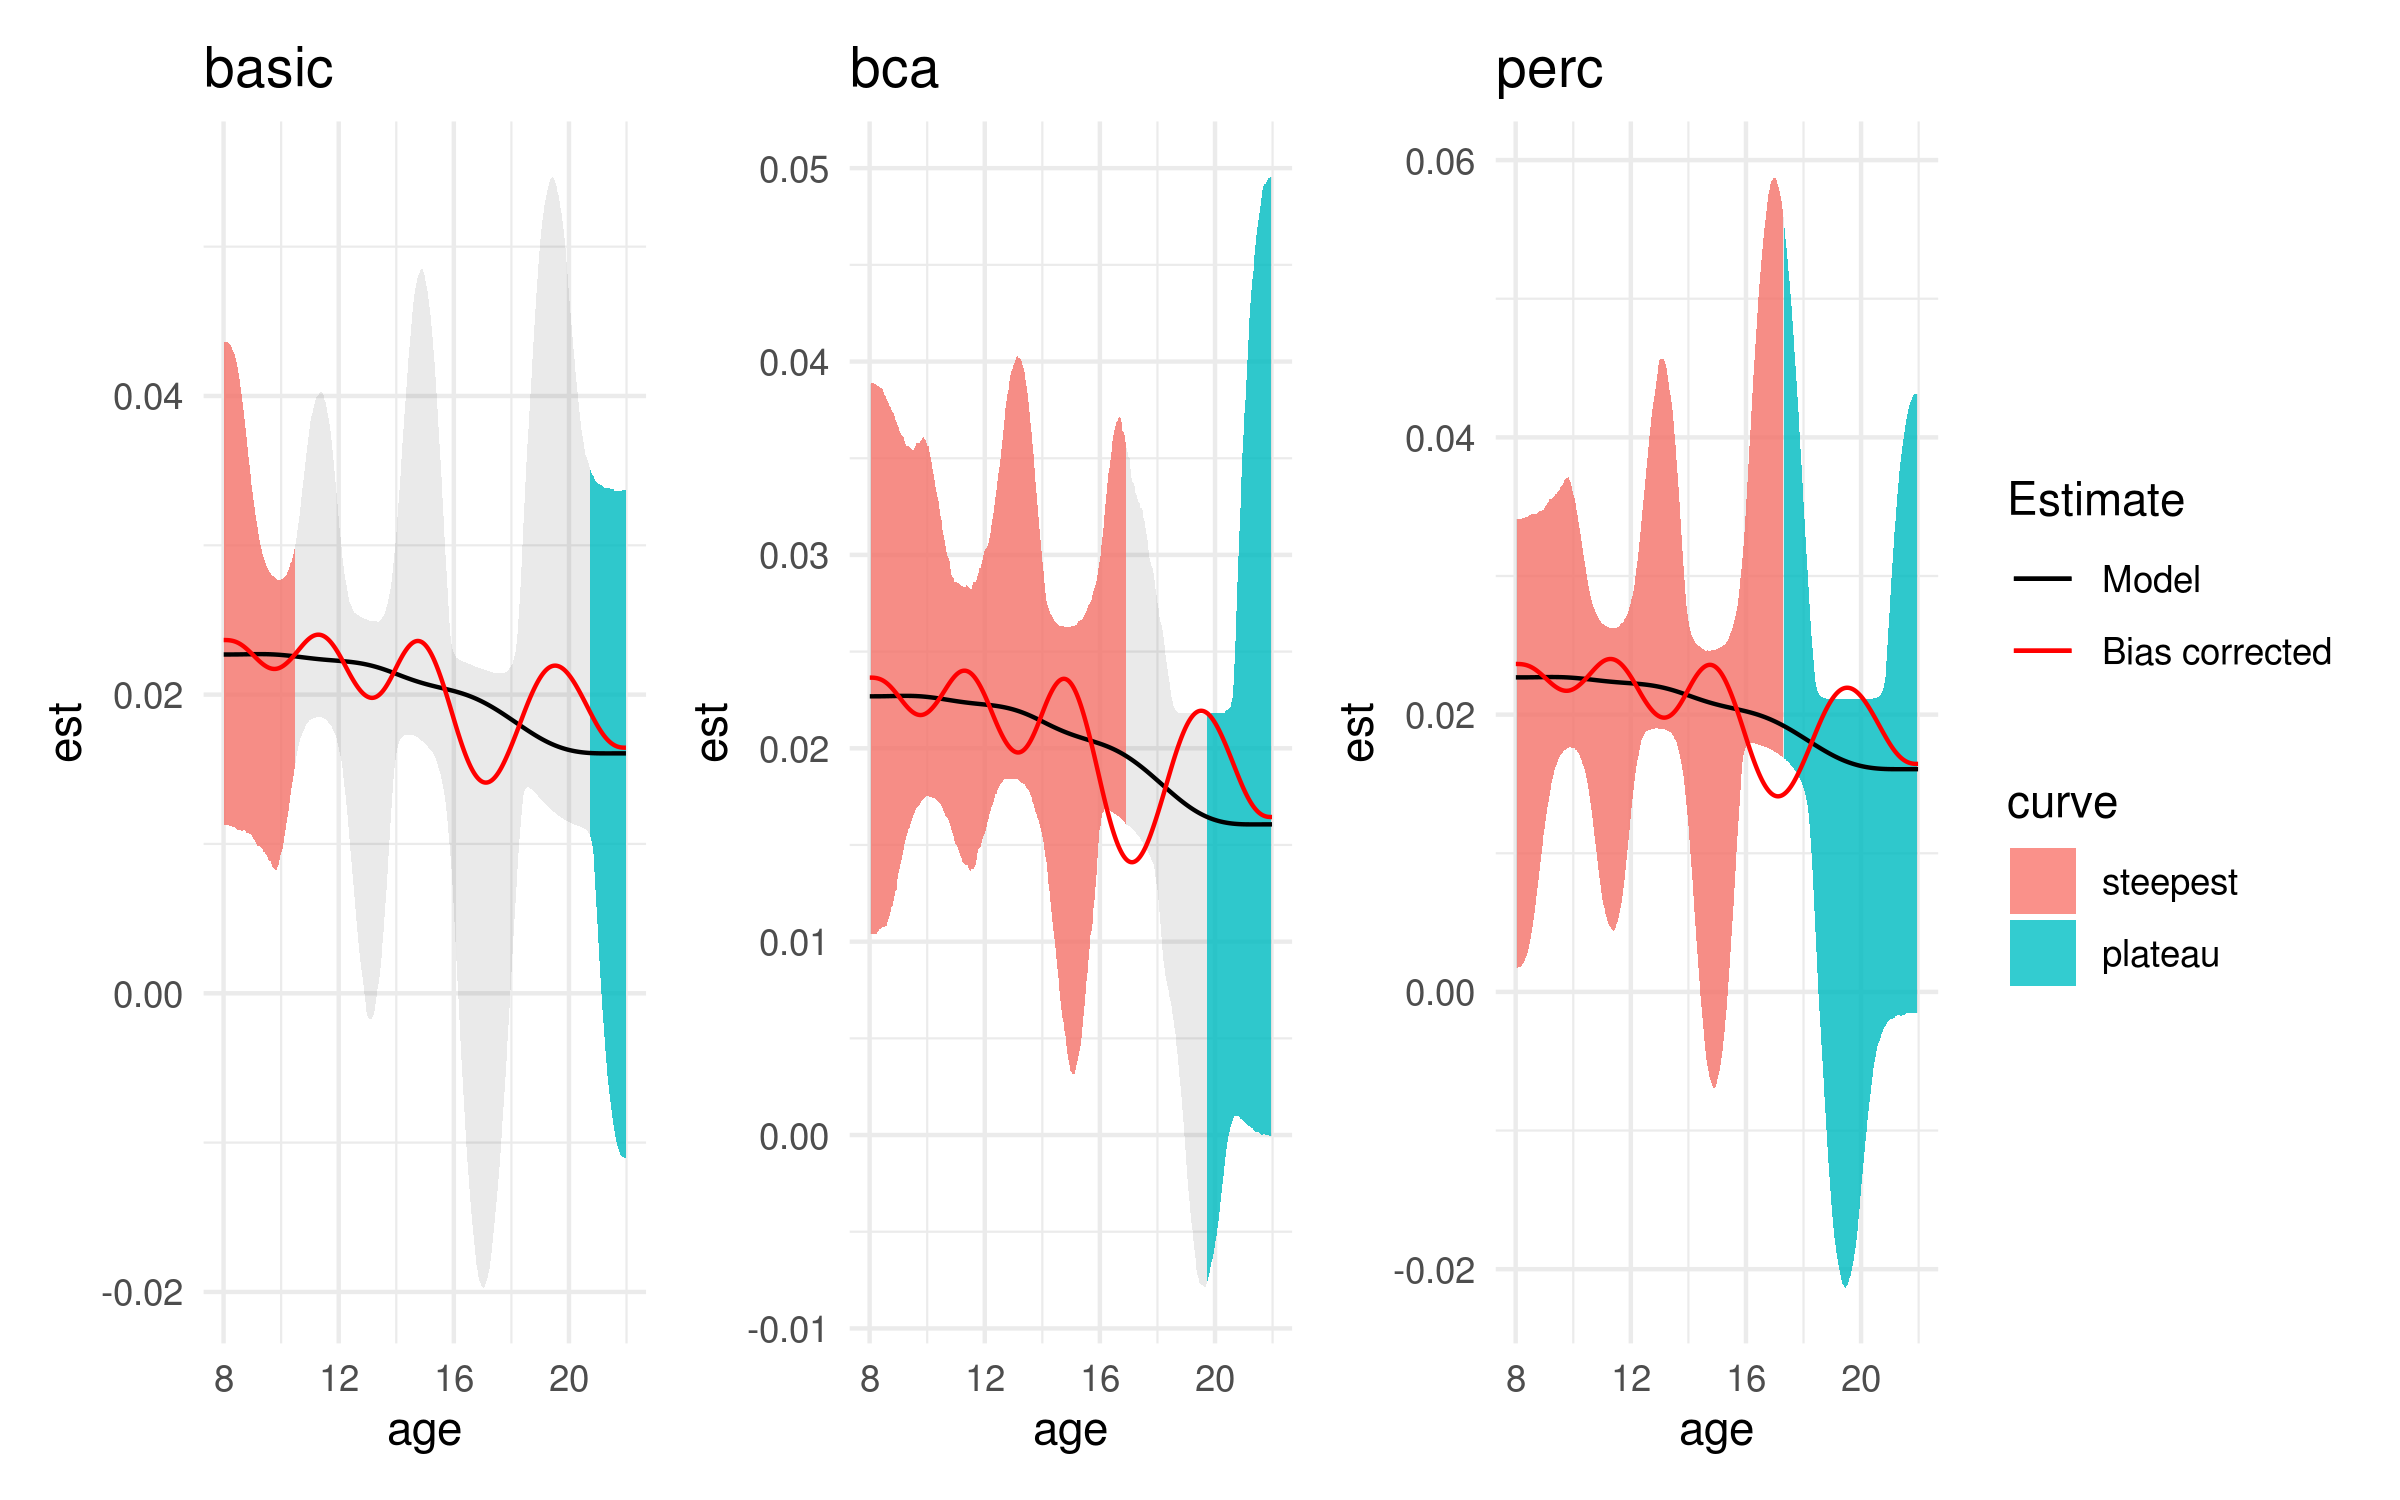 basic
bca
perc
est
0.04
0.02
0.00
-0.02
8
12
16
20
age
est
0.05
0.04
0.03
0.02
0.01
0.00
-0.01
8
12
16
20
age
est
0.06
0.04
0.02
0.00
-0.02
8
12
16
20
age
Estimate
Model
Bias corrected
curve
steepest
plateau